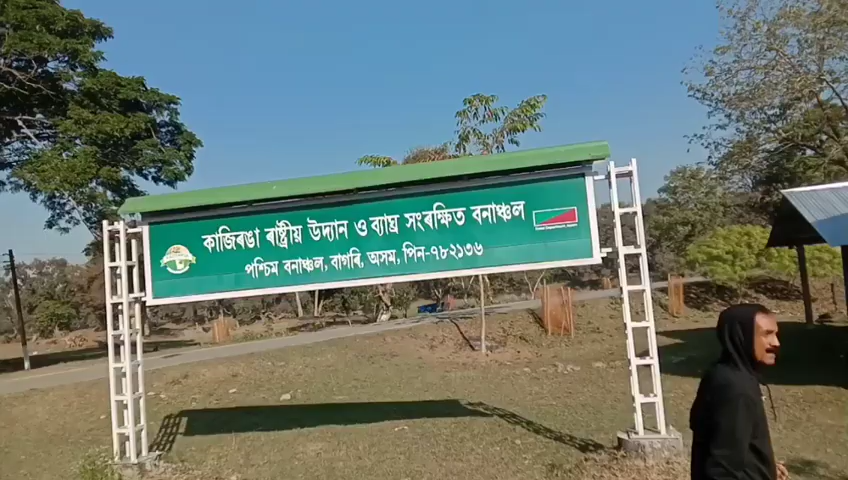 কাজিৰঙা ৰাষ্ট্ৰীয় উদ্যান ও ব্যাঘ্ৰ সংৰক্ষিত বনাঞ্চল
পশ্চিম বনাঞ্চল, বাগৰি, অসম, পিন-৭৮২১৩৬